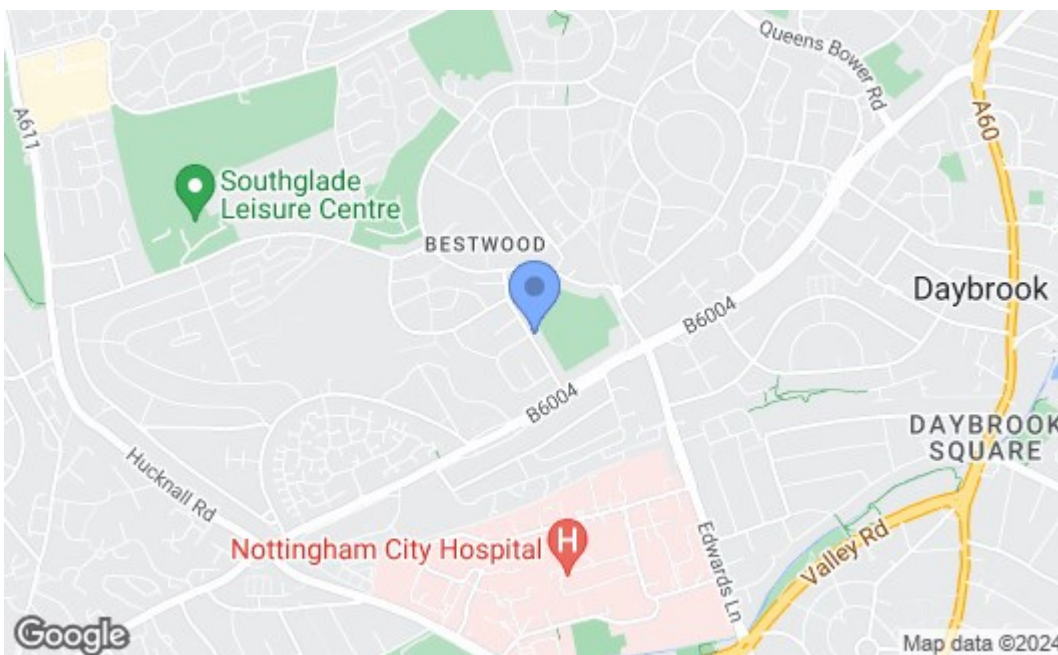 Queens Bower Rd
A611
A60
Southglade
Leisure Centre
BESTWOOD
Daybrook
B6004
B6004
DAYBROOK
SQUARE
Hucknall Rd
Nottingham City Hospital
H
Edwards Ln
Valley Rd
Google
Map data ©2024